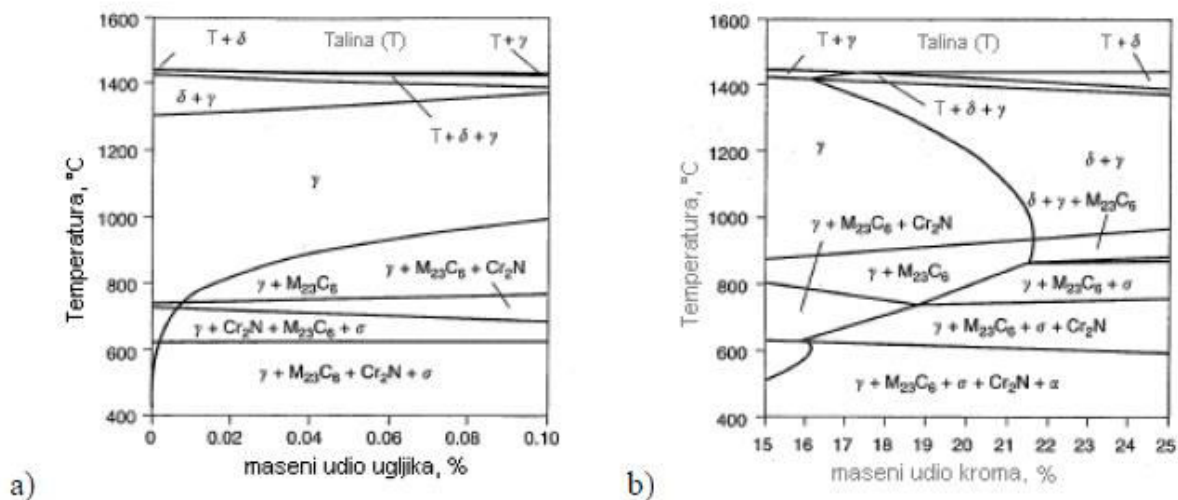 1600
T + δ
Talina (T)
T + γ
1400
δ + γ
T + δ + γ
1200
γ
1000
γ + M₂₃C₆ + Cr₂N
800
γ + M₂₃C₆
γ + Cr₂N + M₂₃C₆ + σ
600
γ + M₂₃C₆ + Cr₂N + σ
400
0
0.02
0.04
0.06
0.08
0.10
Temperatura, °C
maseni udio ugljika, %
a)
1600
T + γ
Talina (T)
T + δ
1400
T + δ + γ
1200
γ
δ + γ
1000
δ + γ + M₂₃C₆
γ + M₂₃C₆ + Cr₂N
800
γ + M₂₃C₆
γ + M₂₃C₆ + σ
γ + M₂₃C₆ + σ + Cr₂N
600
γ + M₂₃C₆ + σ + Cr₂N + α
400
15
16
17
18
19
20
21
22
23
24
25
Temperatura, °C
maseni udio kroma, %
b)